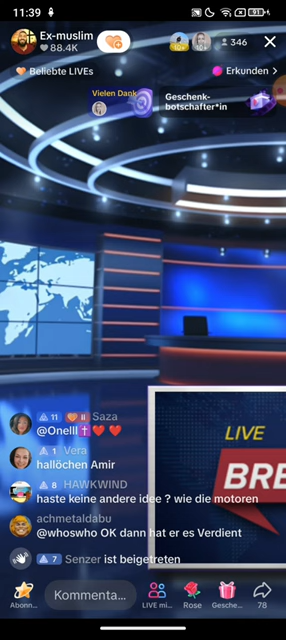 11:39
91
Ex-muslim
88.4K
10+
10+
346
Beliebte LIVEs
Erkunden
Vielen Dank
Geschenk-
botschafter*in
LIVE
BRE
11 II Saza
@Onelll✝️❤️❤️
1 Vera
hallöchen Amir
8 HAWKWIND
haste keine andere idee ? wie die motoren
achmetaldabu
@whoswho OK dann hat er es Verdient
7 Senzer ist beigetreten
Abonn...
Kommenta...
LIVE mi...
Rose
Gesche...
78